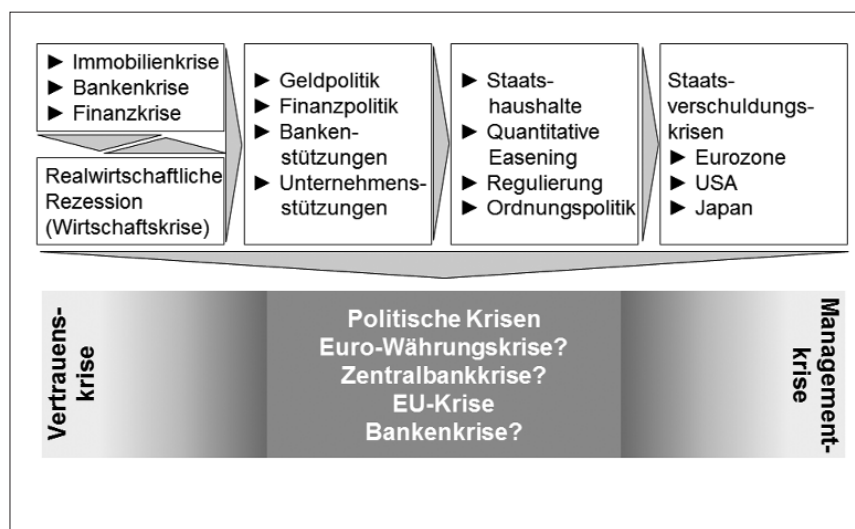 ► Immobilienkrise
► Bankenkrise
► Finanzkrise
Realwirtschaftliche
Rezession
(Wirtschaftskrise)
► Geldpolitik
► Finanzpolitik
► Banken-
stützungen
► Unternehmens-
stützungen
► Staats-
haushalte
► Quantitative
Easening
► Regulierung
► Ordnungspolitik
Staats-
verschuldungs-
krisen
► Eurozone
► USA
► Japan
Vertrauens-
krise
Politische Krisen
Euro-Währungskrise?
Zentralbankkrise?
EU-Krise
Bankenkrise?
Management-
krise